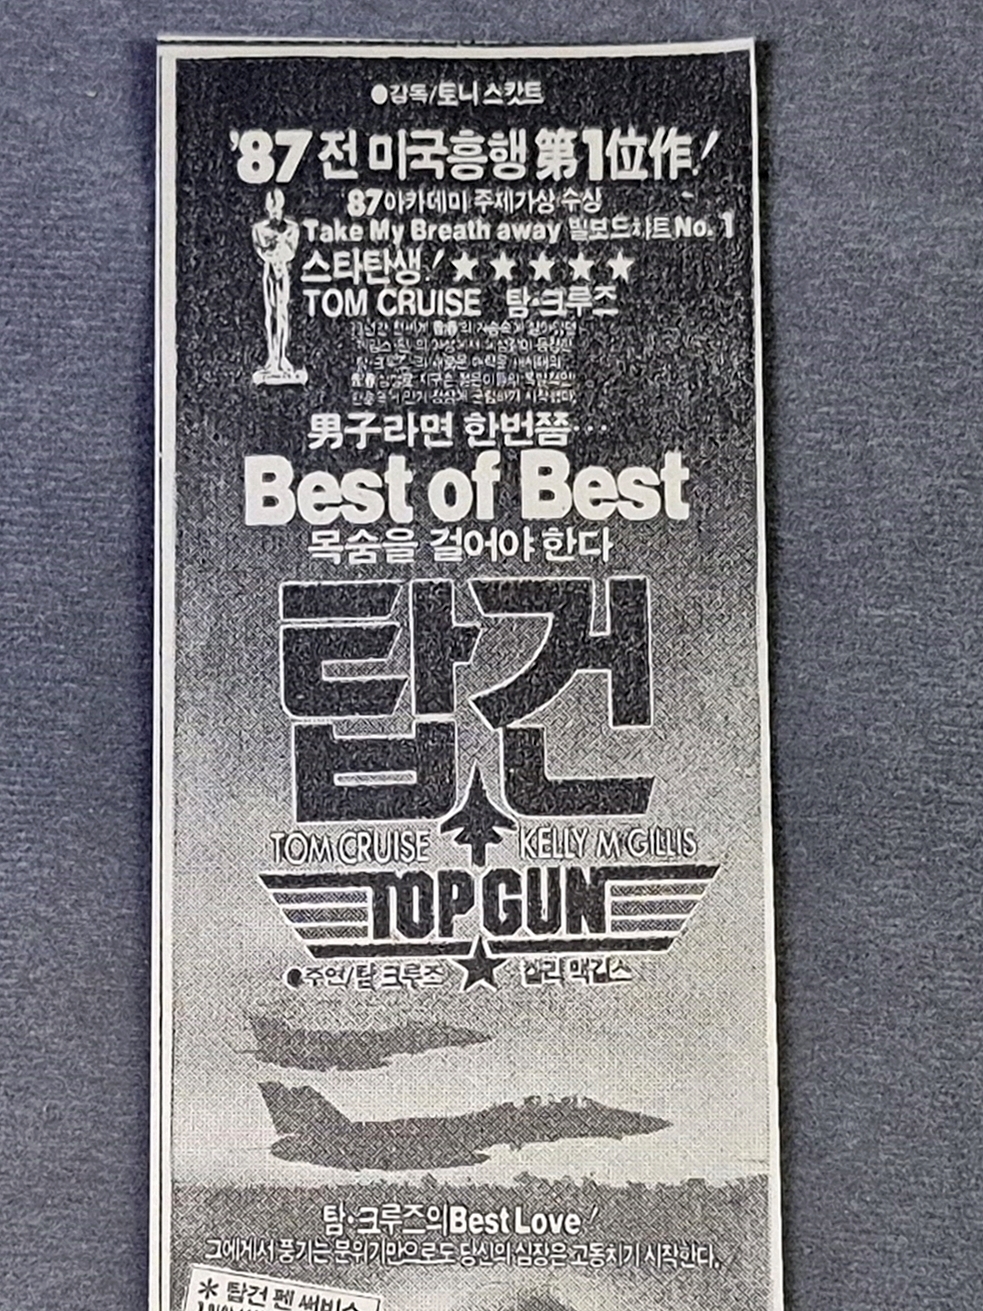 ●감독/토니 스캇트
'87 전 미국흥행 第1位作!
87아카데미 주제가상 수상
Take My Breath away 빌보드차트 No. 1
스타탄생! ★★★★★
TOM CRUISE 탐·크루즈
男子라면 한번쯤…
Best of Best
목숨을 걸어야 한다
탑건
TOM CRUISE KELLY McGILLIS
TOP GUN
●주연/탐 크루즈 켈리 맥길스
탐·크루즈의 Best Love!
그에게서 풍기는 분위기만으로도 당신의 심장은 고동치기 시작한다.
* 탑건 펜 써비스